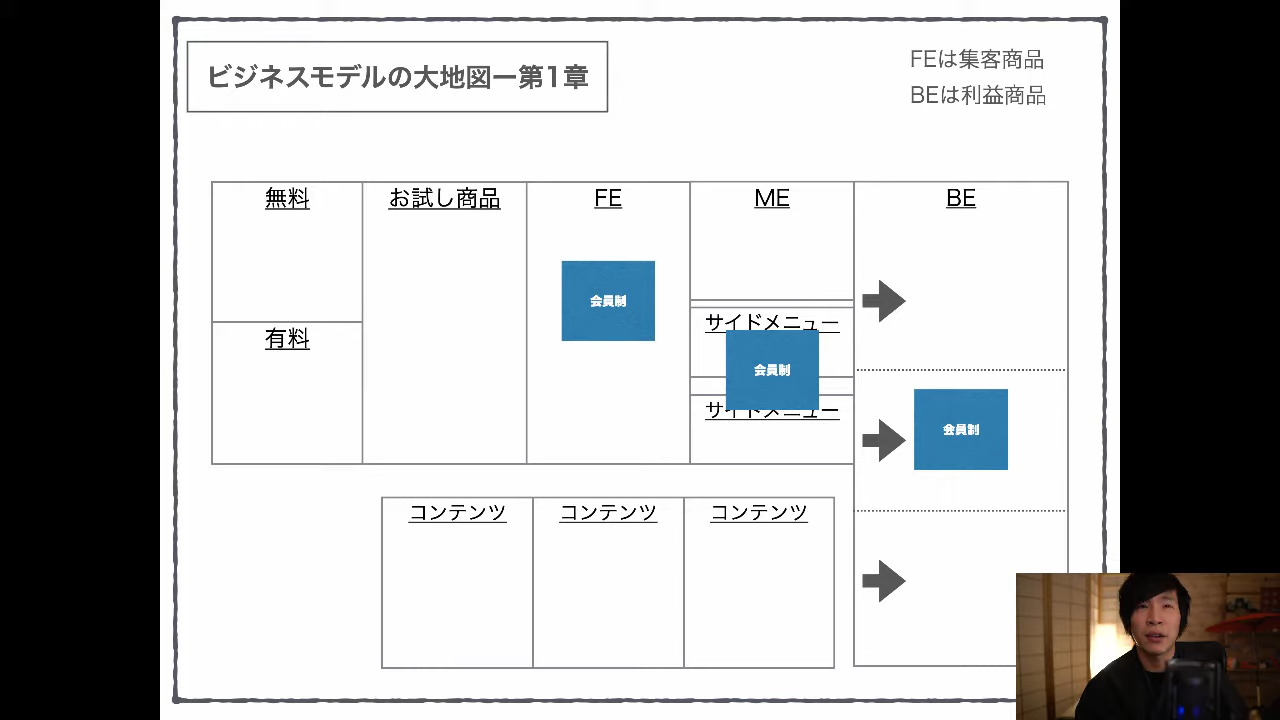 ビジネスモデルの大地図ー第1章
FEは集客商品
BEは利益商品
無料
お試し商品
FE
ME
BE
会員制
サイドメニュー
有料
会員制
サイドメニュー
会員制
コンテンツ
コンテンツ
コンテンツ